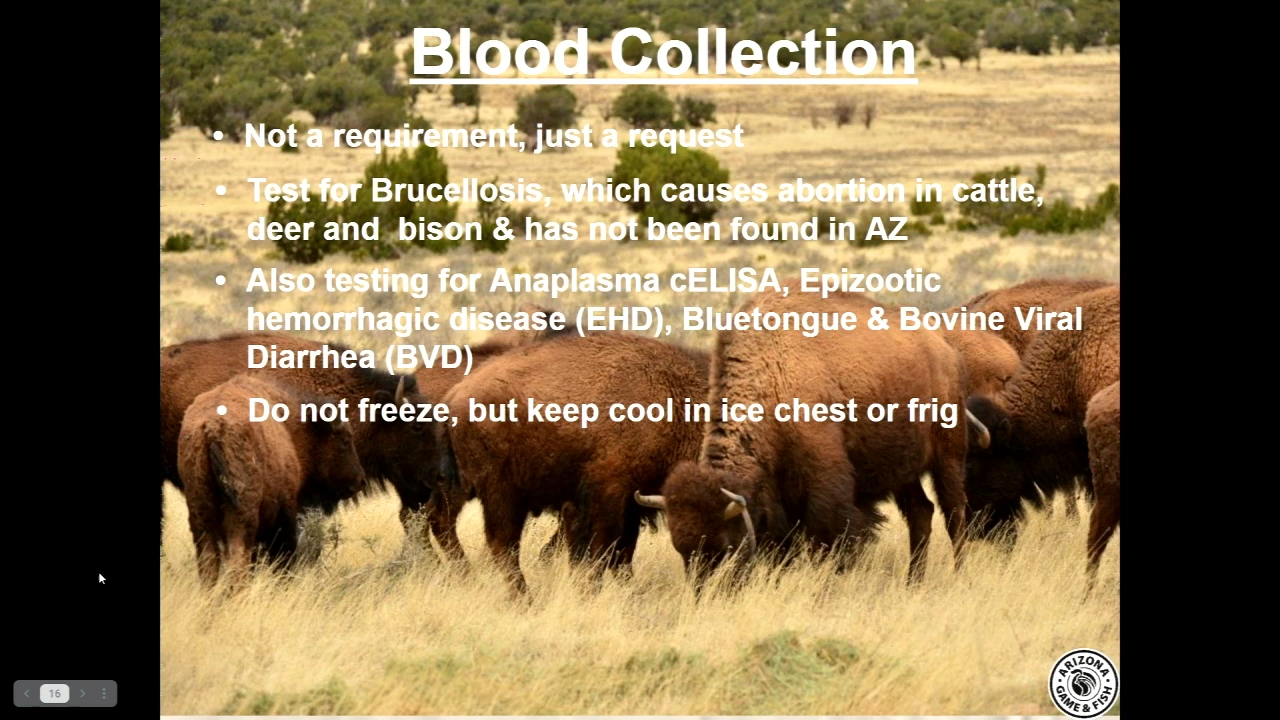 Blood Collection
• Not a requirement, just a request
• Test for Brucellosis, which causes abortion in cattle,
deer and  bison & has not been found in AZ
• Also testing for Anaplasma cELISA, Epizootic
hemorrhagic disease (EHD), Bluetongue & Bovine Viral
Diarrhea (BVD)
• Do not freeze, but keep cool in ice chest or frig
ARIZONA
GAME & FISH
16